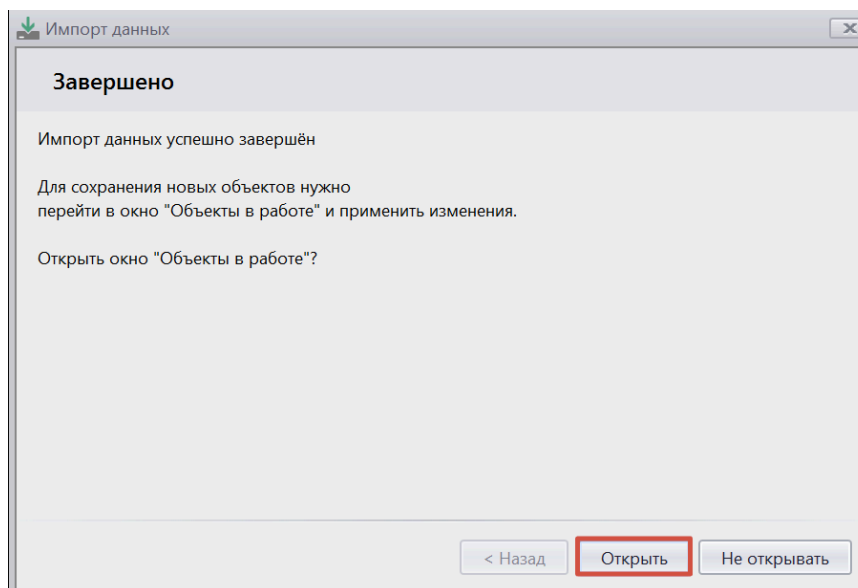 Импорт данных
Завершено
Импорт данных успешно завершён
Для сохранения новых объектов нужно
перейти в окно "Объекты в работе" и применить изменения.
Открыть окно "Объекты в работе"?
< Назад Открыть Не открывать